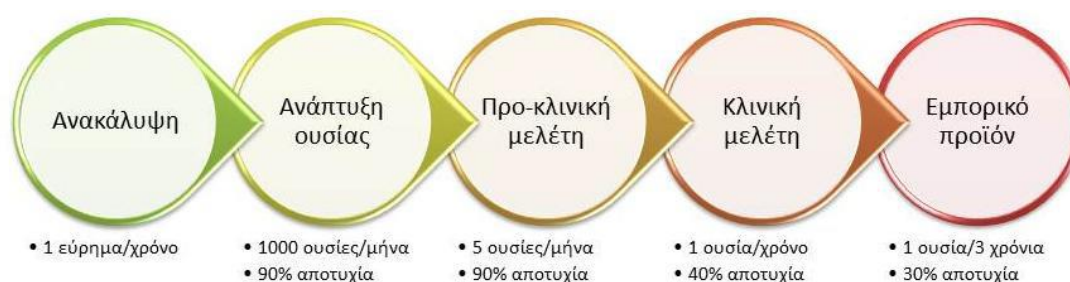 Ανακάλυψη
Ανάπτυξη
ουσίας
Προ-κλινική
μελέτη
Κλινική
μελέτη
Εμπορικό
προϊόν
• 1 εύρημα/χρόνο
• 1000 ουσίες/μήνα
• 90% αποτυχία
• 5 ουσίες/μήνα
• 90% αποτυχία
• 1 ουσία/χρόνο
• 40% αποτυχία
• 1 ουσία/3 χρόνια
• 30% αποτυχία